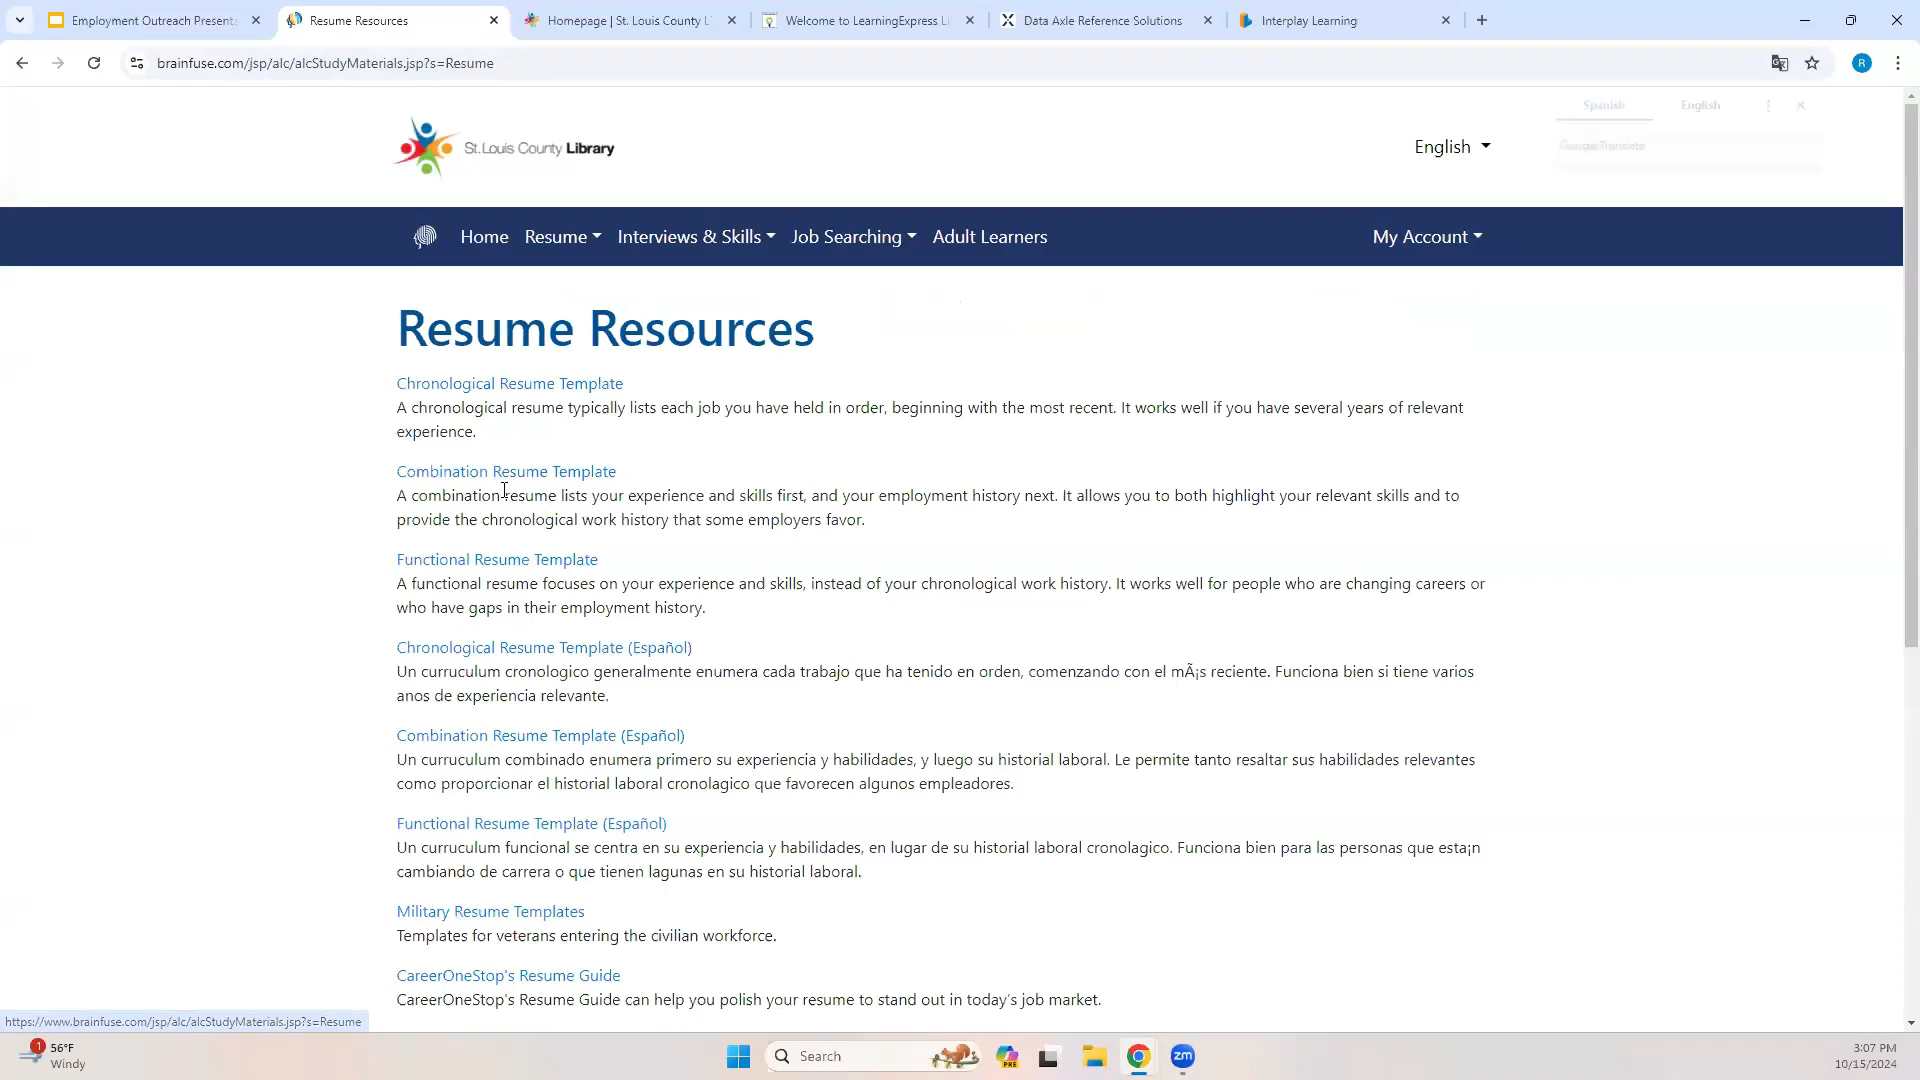 Employment Outreach Presenta
Resume Resources
Homepage | St. Louis County L
Welcome to LearningExpress Li
Data Axle Reference Solutions
Interplay Learning
brainfuse.com/jsp/alc/alcStudyMaterials.jsp?s=Resume
R
Spanish
English
Google Translate
St. Louis County Library
English
Home
Resume
Interviews & Skills
Job Searching
Adult Learners
My Account
Resume Resources
Chronological Resume Template
A chronological resume typically lists each job you have held in order, beginning with the most recent. It works well if you have several years of relevant
experience.
Combination Resume Template
A combination resume lists your experience and skills first, and your employment history next. It allows you to both highlight your relevant skills and to
provide the chronological work history that some employers favor.
Functional Resume Template
A functional resume focuses on your experience and skills, instead of your chronological work history. It works well for people who are changing careers or
who have gaps in their employment history.
Chronological Resume Template (Español)
Un curruculum cronologico generalmente enumera cada trabajo que ha tenido en orden, comenzando con el mÃ¡s reciente. Funciona bien si tiene varios
anos de experiencia relevante.
Combination Resume Template (Español)
Un curruculum combinado enumera primero su experiencia y habilidades, y luego su historial laboral. Le permite tanto resaltar sus habilidades relevantes
como proporcionar el historial laboral cronolagico que favorecen algunos empleadores.
Functional Resume Template (Español)
Un curruculum funcional se centra en su experiencia y habilidades, en lugar de su historial laboral cronolagico. Funciona bien para las personas que esta¡n
cambiando de carrera o que tienen lagunas en su historial laboral.
Military Resume Templates
Templates for veterans entering the civilian workforce.
CareerOneStop's Resume Guide
CareerOneStop's Resume Guide can help you polish your resume to stand out in today's job market.
https://www.brainfuse.com/jsp/alc/alcStudyMaterials.jsp?s=Resume
1
56°F
Windy
Search
PRE
zm
3:07 PM
10/15/2024